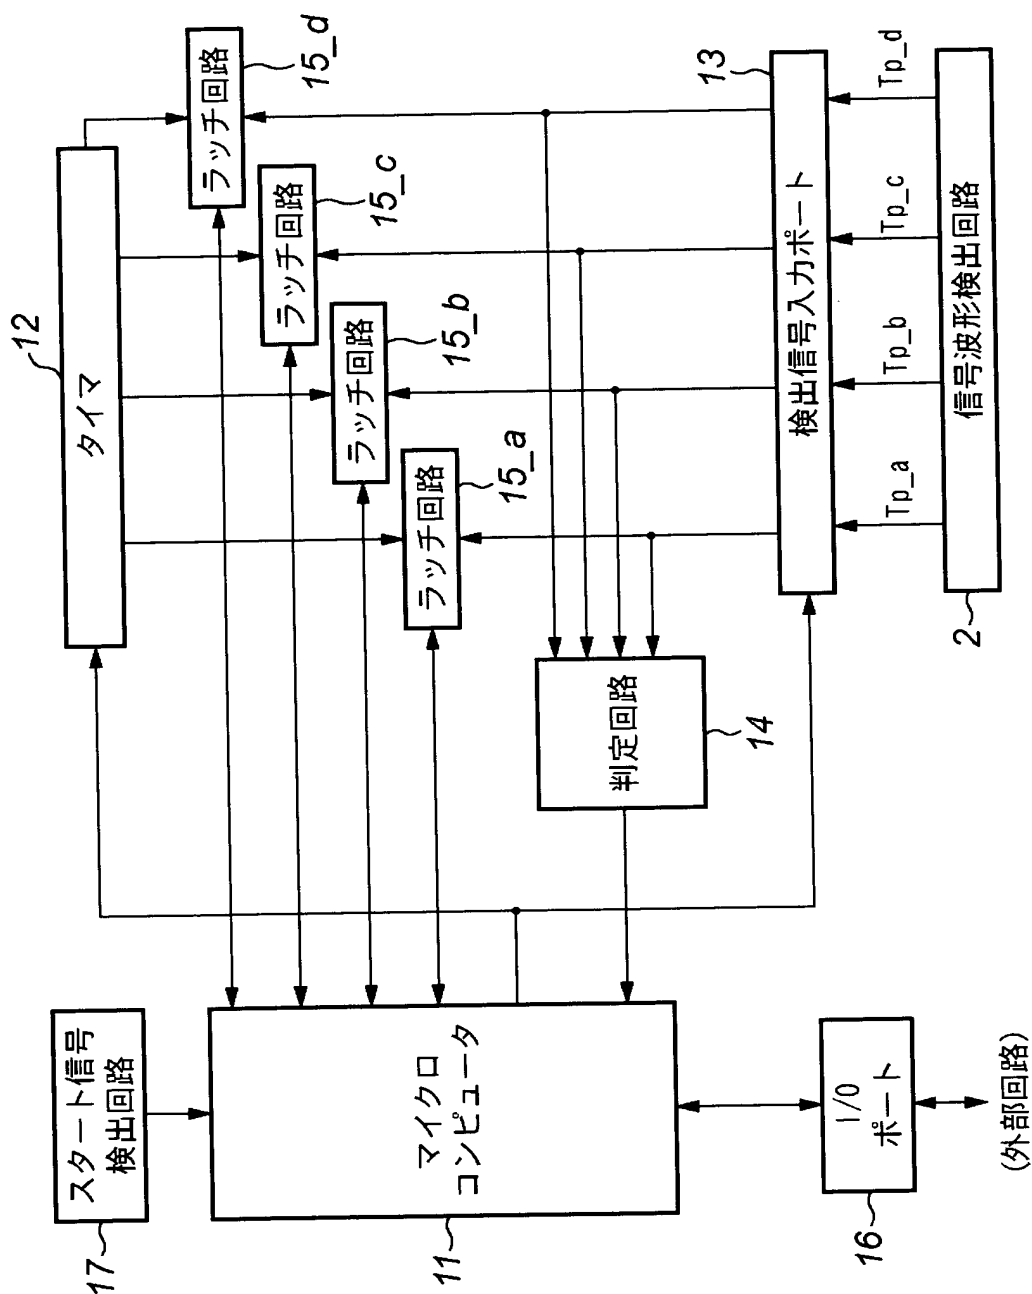 17
スタート信号
検出回路
11
マイクロ
コンピュータ
16
I/O
ポート
(外部回路)
12
タイマ
ラッチ回路
15_d
ラッチ回路
15_c
ラッチ回路
15_b
ラッチ回路
15_a
判定回路
14
検出信号入力ポート
13
Tp_a
Tp_b
Tp_c
Tp_d
信号波形検出回路
2